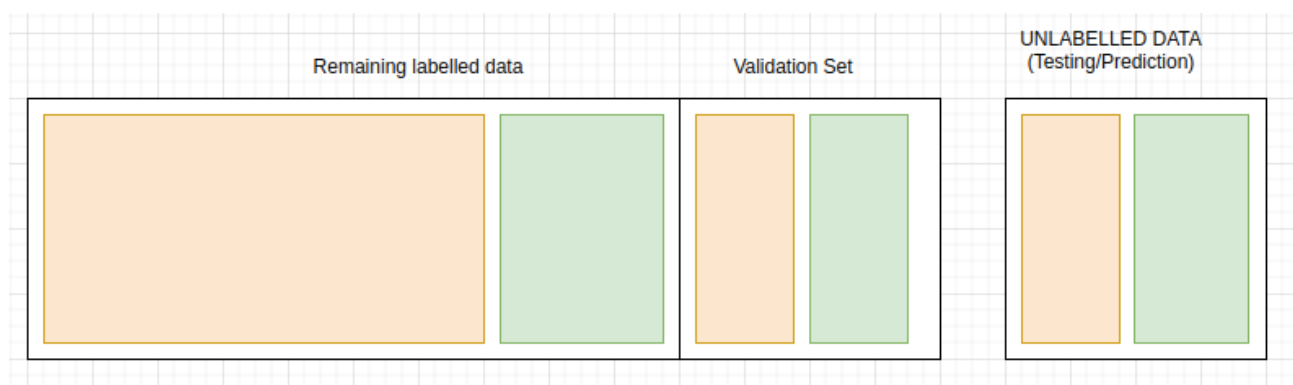 Remaining labelled data
Validation Set
UNLABELLED DATA
(Testing/Prediction)